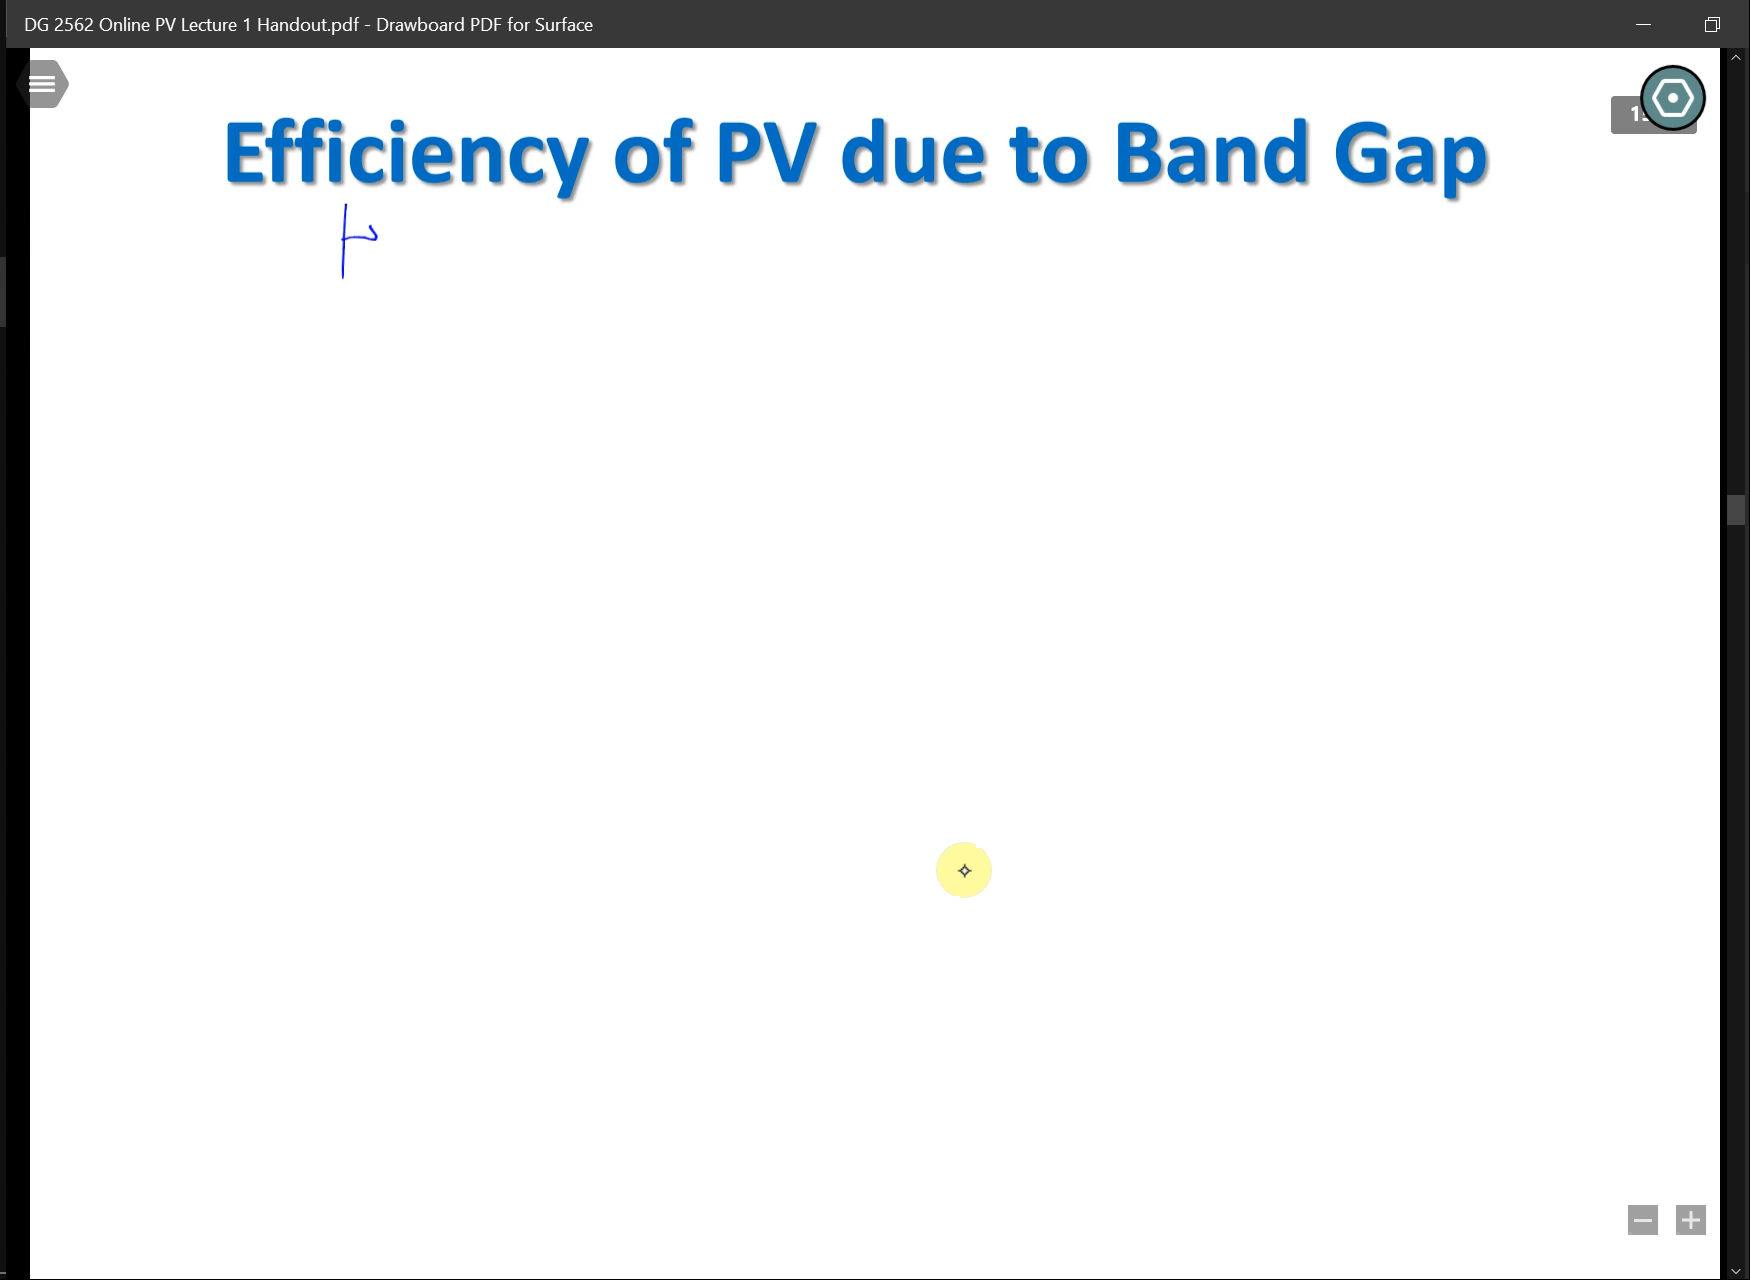 DG 2562 Online PV Lecture 1 Handout.pdf - Drawboard PDF for Surface
Efficiency of PV due to Band Gap